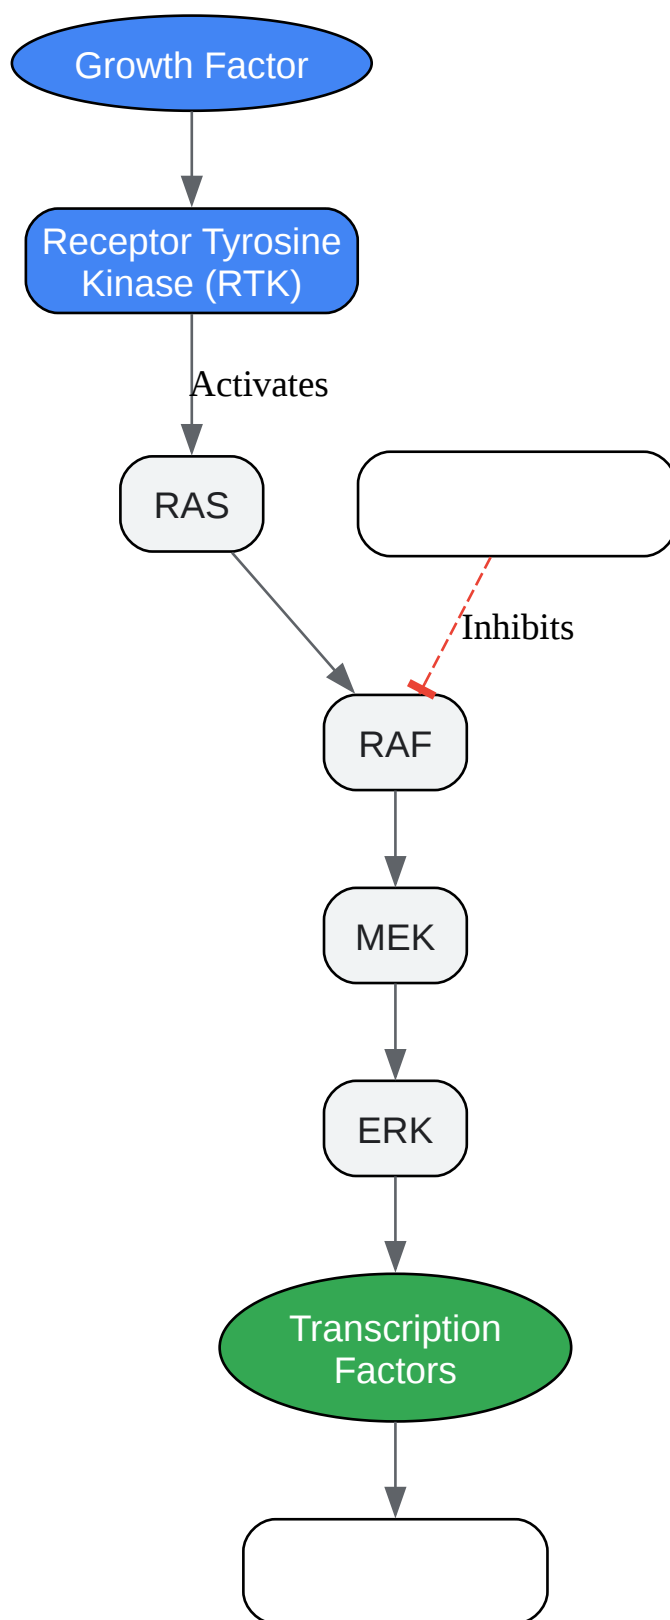 Growth Factor
Receptor Tyrosine
Kinase (RTK)
Activates
RAS
Inhibits
RAF
MEK
ERK
Transcription
Factors